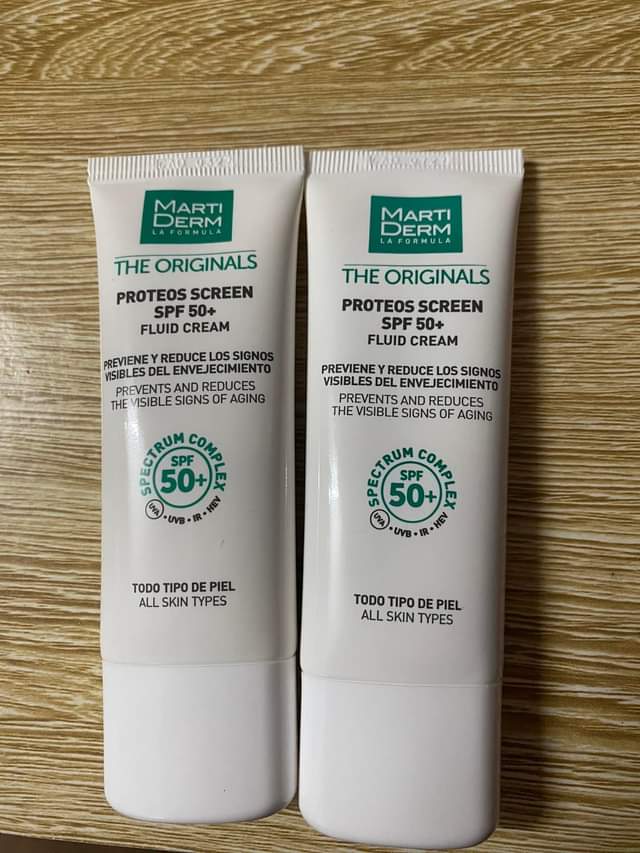 MARTI
DERM
LA FORMULA
THE ORIGINALS
PROTEOS SCREEN
SPF 50+
FLUID CREAM
PREVIENE Y REDUCE LOS SIGNOS
VISIBLES DEL ENVEJECIMIENTO
PREVENTS AND REDUCES
THE VISIBLE SIGNS OF AGING
SPECTRUM COMPLEX
SPF
50+
UVA • UVB • IR • HEV
TODO TIPO DE PIEL
ALL SKIN TYPES
MARTI
DERM
LA FORMULA
THE ORIGINALS
PROTEOS SCREEN
SPF 50+
FLUID CREAM
PREVIENE Y REDUCE LOS SIGNOS
VISIBLES DEL ENVEJECIMIENTO
PREVENTS AND REDUCES
THE VISIBLE SIGNS OF AGING
SPECTRUM COMPLEX
SPF
50+
UVA • UVB • IR • HEV
TODO TIPO DE PIEL
ALL SKIN TYPES